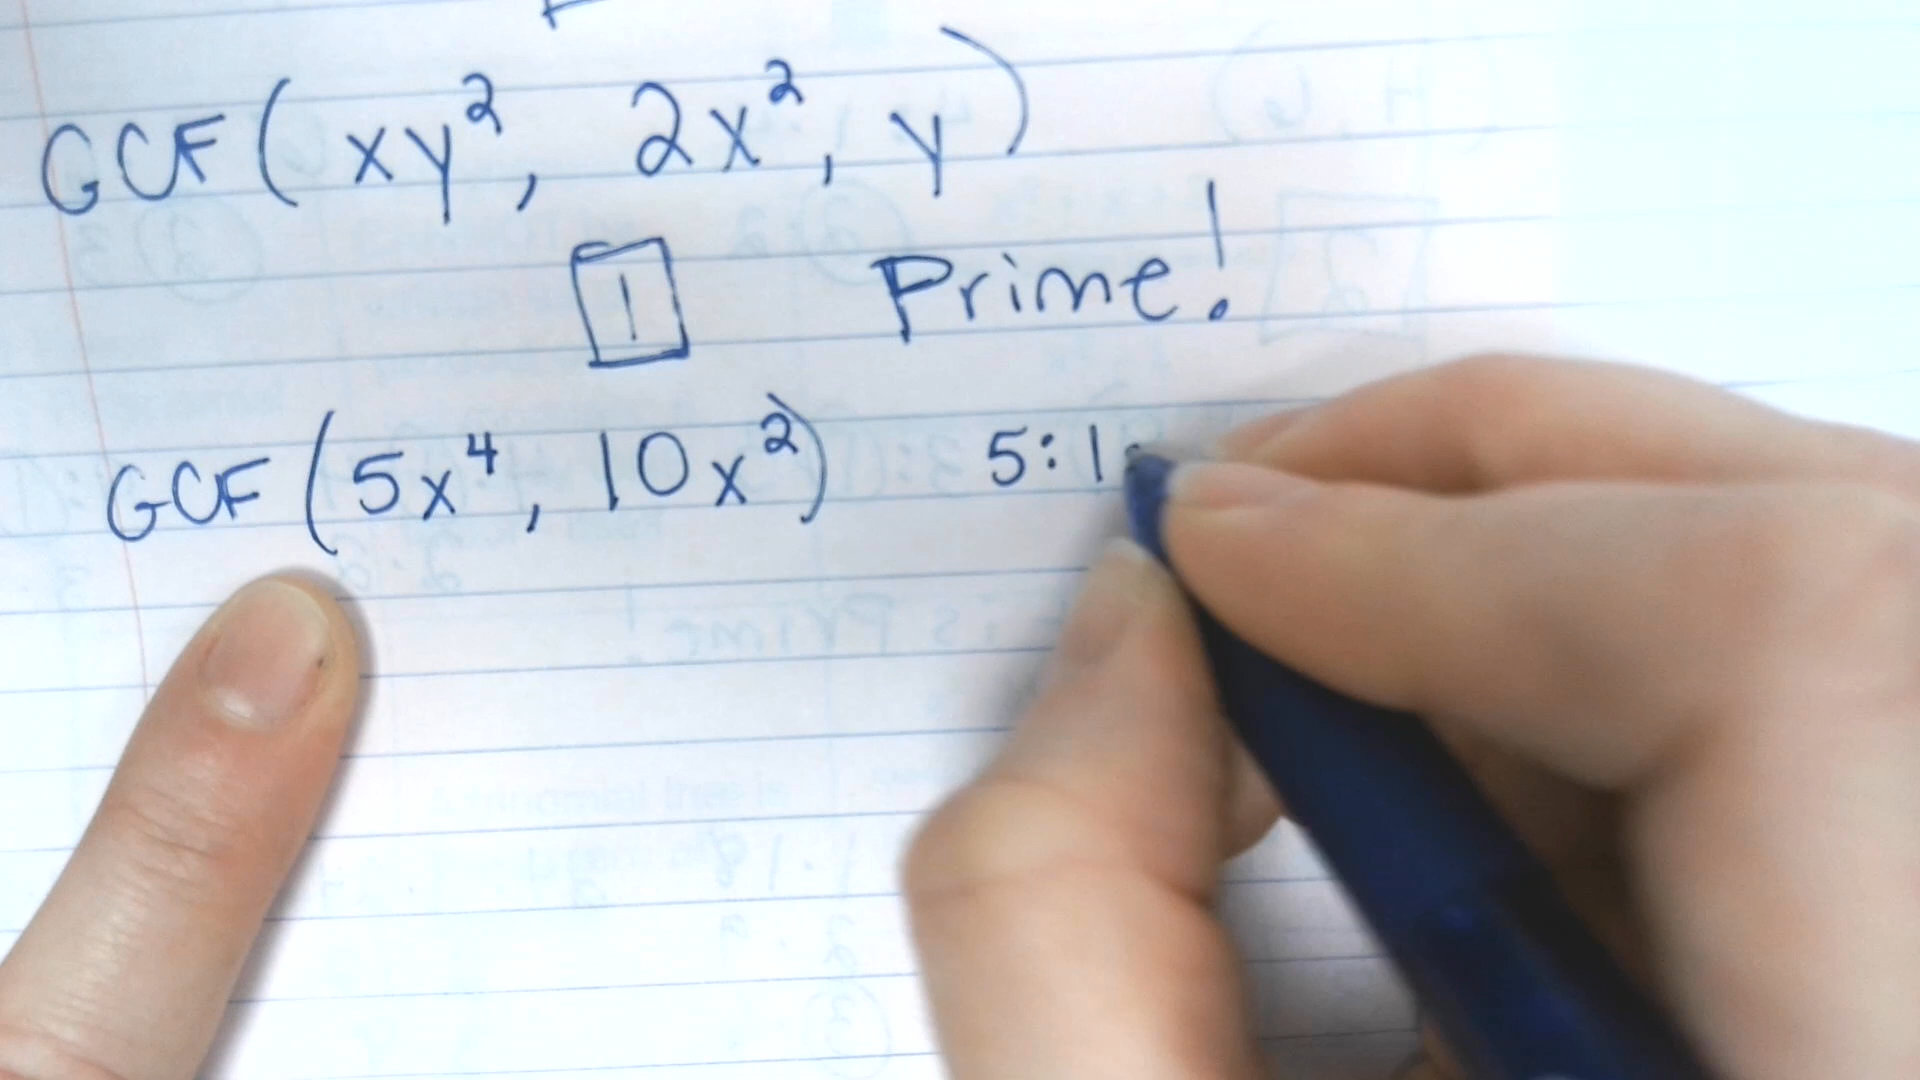 GCF(xy², 2x², y)
1 Prime!
GCF(5x⁴, 10x²) 5:1